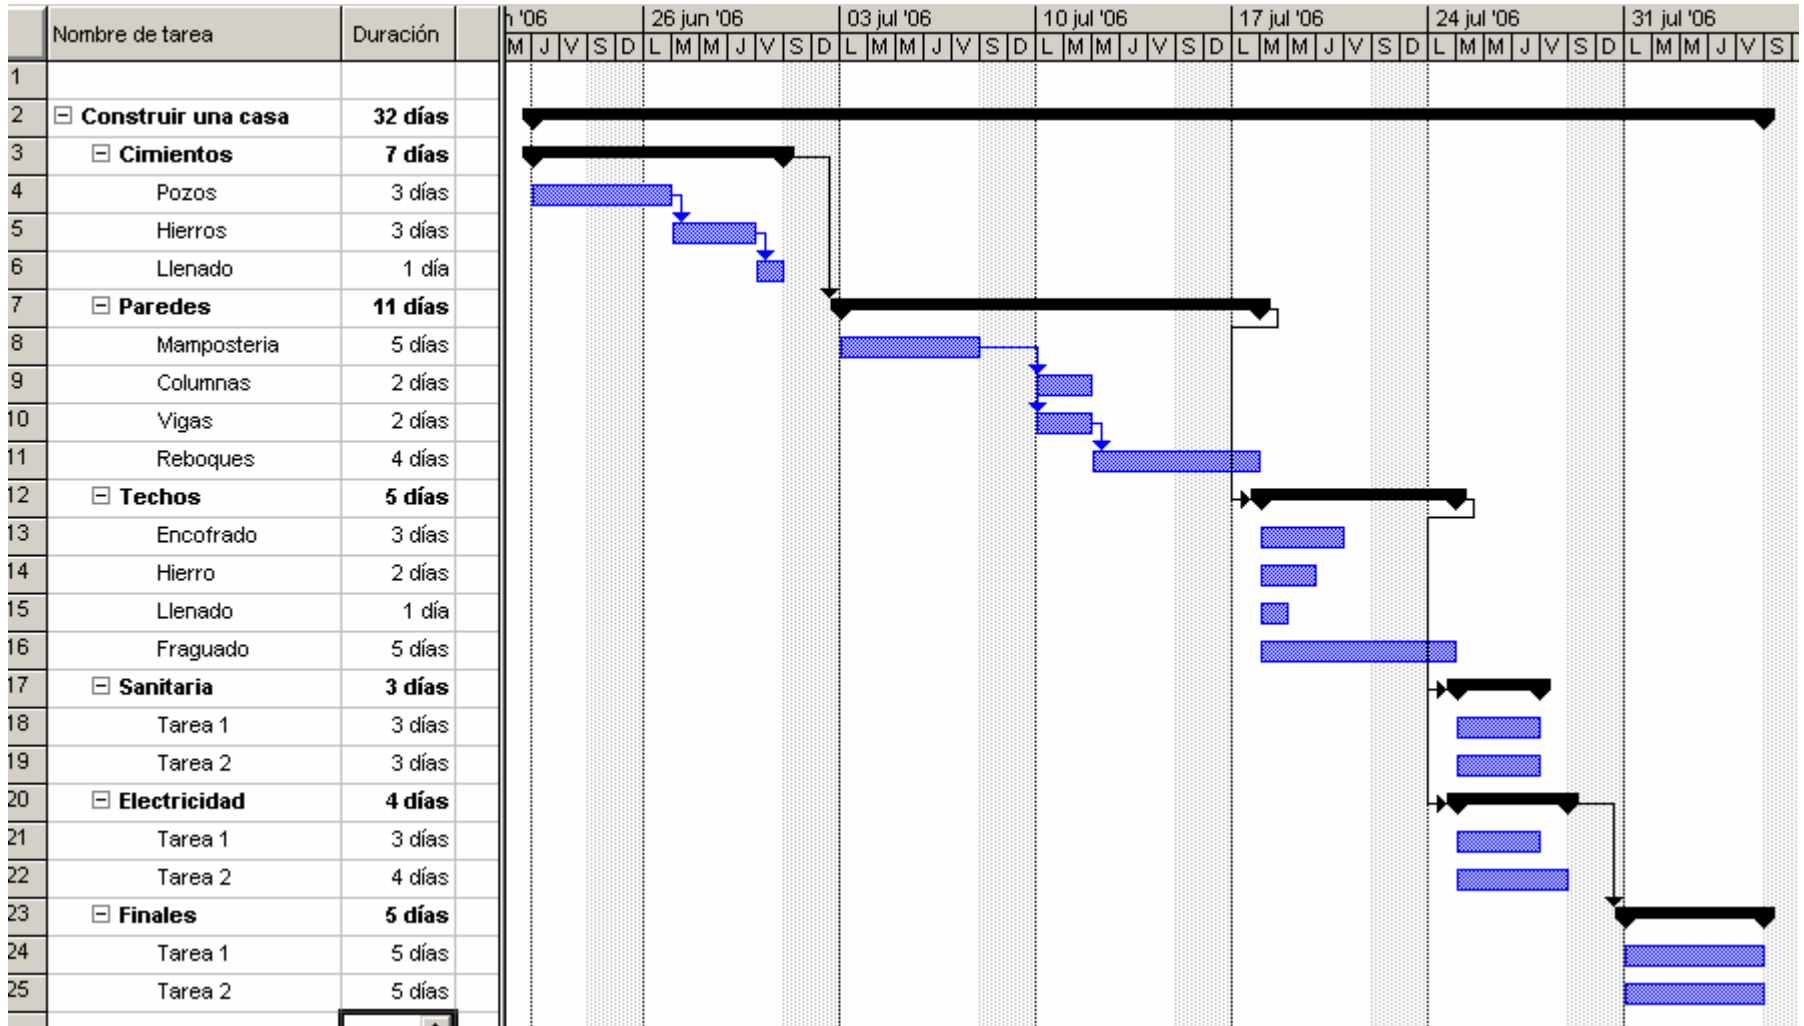 Nombre de tarea Duración
n '06 26 jun '06 03 jul '06 10 jul '06 17 jul '06 24 jul '06 31 jul '06
M J V S D L M M J V S D L M M J V S D L M M J V S D L M M J V S D L M M J V S D L M M J V S
1
2 Construir una casa 32 días
3 Cimientos 7 días
4 Pozos 3 días
5 Hierros 3 días
6 Llenado 1 día
7 Paredes 11 días
8 Mamposteria 5 días
9 Columnas 2 días
10 Vigas 2 días
11 Reboques 4 días
12 Techos 5 días
13 Encofrado 3 días
14 Hierro 2 días
15 Llenado 1 día
16 Fraguado 5 días
17 Sanitaria 3 días
18 Tarea 1 3 días
19 Tarea 2 3 días
20 Electricidad 4 días
21 Tarea 1 3 días
22 Tarea 2 4 días
23 Finales 5 días
24 Tarea 1 5 días
25 Tarea 2 5 días